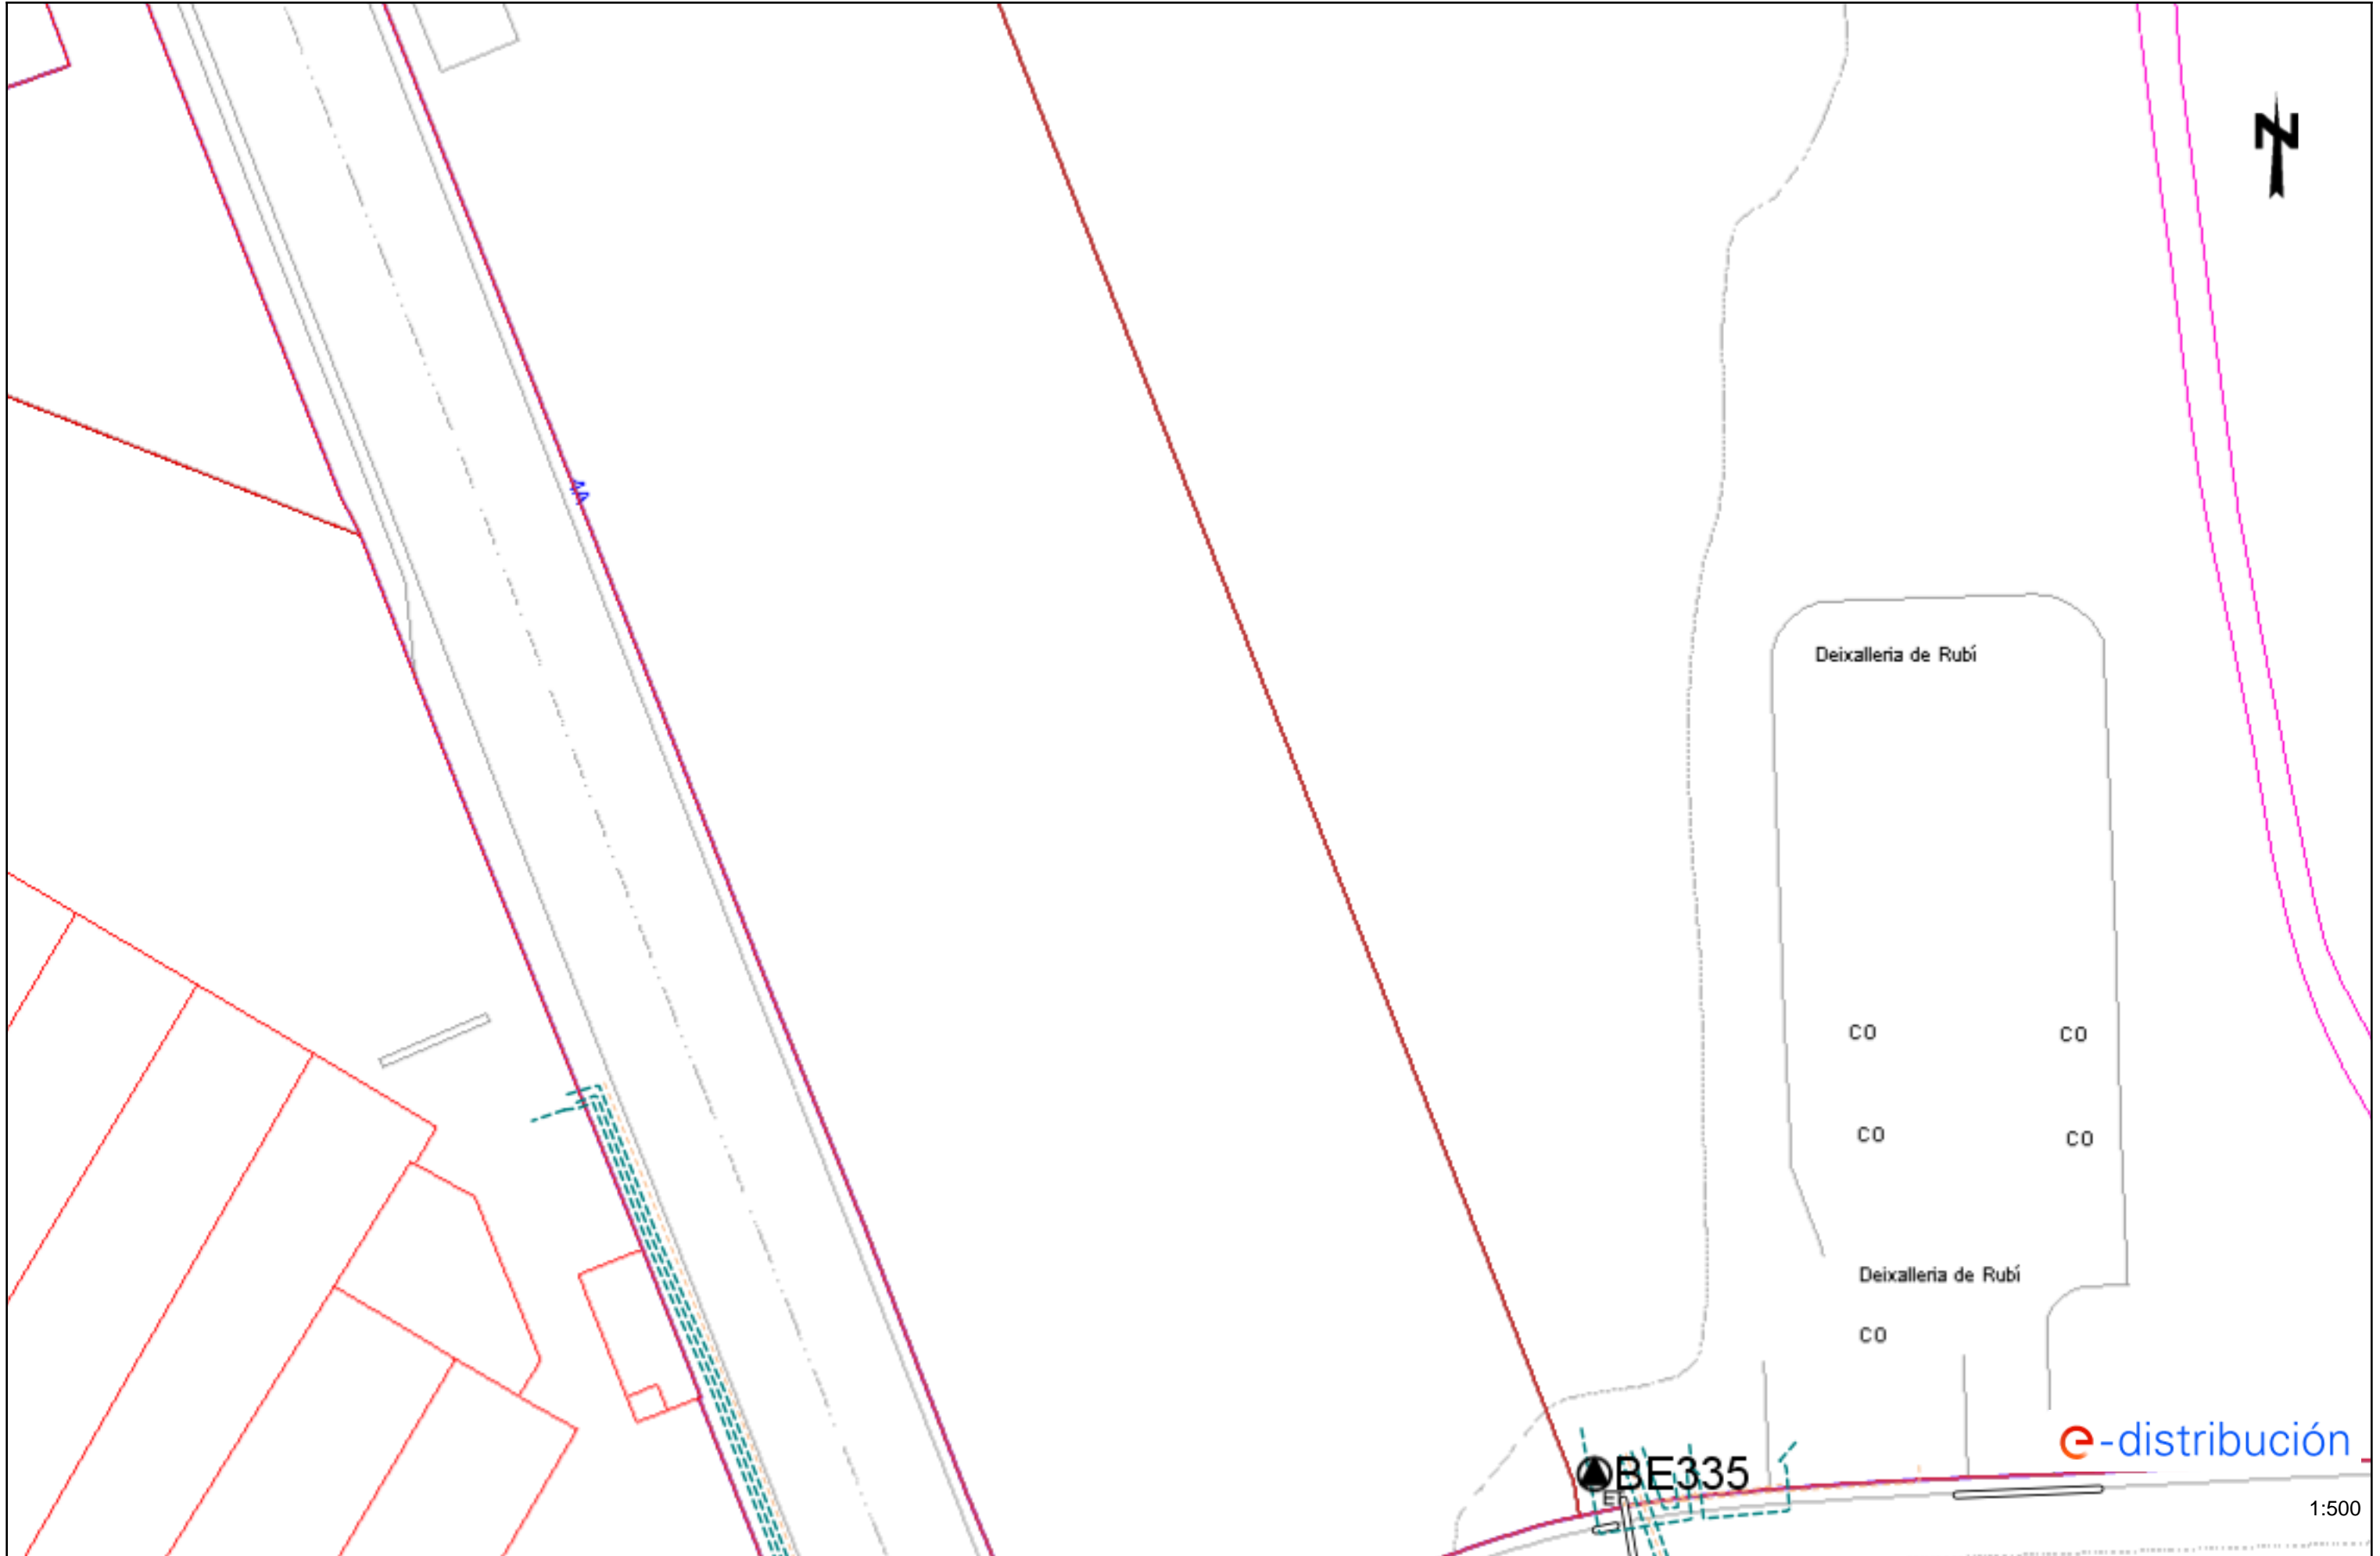 N
Deixalleria de Rubí
CO CO
CO CO
Deixalleria de Rubí
CO
e-distribución
BE335
1:500